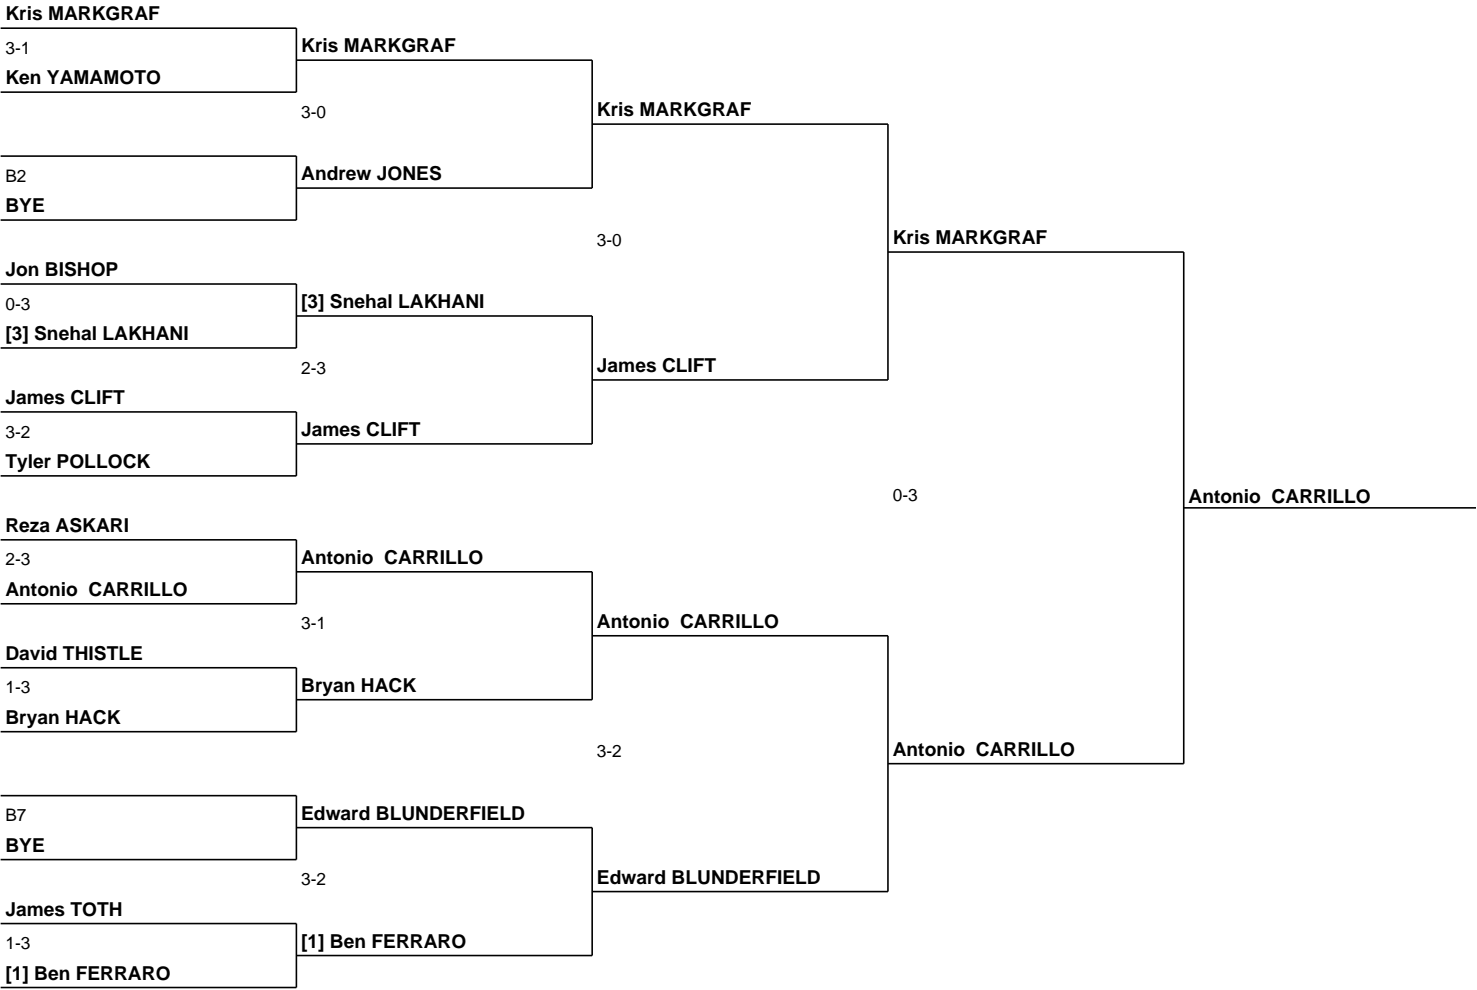 Kris MARKGRAF
3-1
Kris MARKGRAF
Ken YAMAMOTO
3-0
Kris MARKGRAF
B2
Andrew JONES
BYE
3-0
Kris MARKGRAF
Jon BISHOP
0-3
[3] Snehal LAKHANI
[3] Snehal LAKHANI
2-3
James CLIFT
James CLIFT
3-2
James CLIFT
Tyler POLLOCK
0-3
Antonio CARRILLO
Reza ASKARI
2-3
Antonio CARRILLO
Antonio CARRILLO
3-1
Antonio CARRILLO
David THISTLE
1-3
Bryan HACK
Bryan HACK
3-2
Antonio CARRILLO
B7
Edward BLUNDERFIELD
BYE
3-2
Edward BLUNDERFIELD
James TOTH
1-3
[1] Ben FERRARO
[1] Ben FERRARO